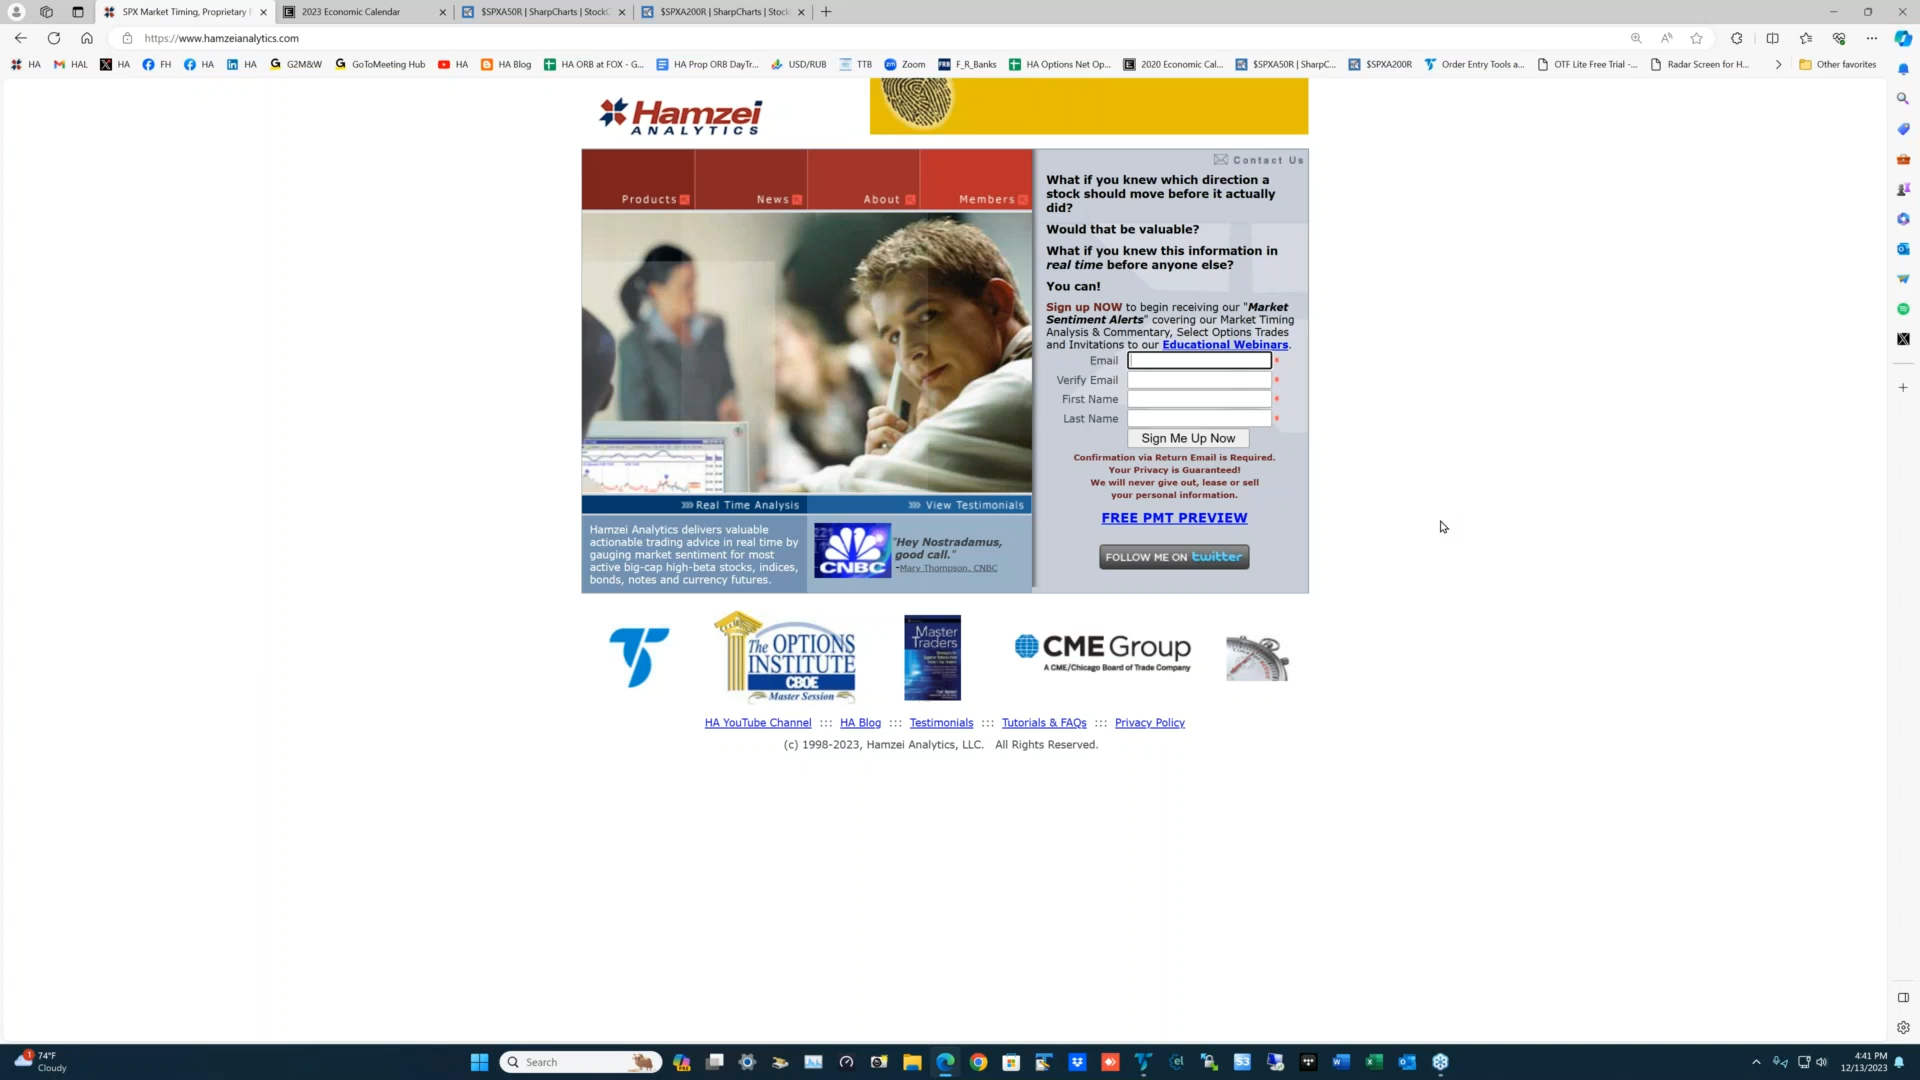 SPX Market Timing, Proprietary
2023 Economic Calendar
$SPXA50R | SharpCharts | StockC
$SPXA200R | SharpCharts | Stock
https://www.hamzeianalytics.com
HA
HAL
HA
FH
HA
HA
G2M&W
GoToMeeting Hub
HA
HA Blog
HA ORB at FOX - G...
HA Prop ORB DayTr...
USD/RUB
TTB
Zoom
F_R_Banks
HA Options Net Op...
2020 Economic Cal...
$SPXA50R | SharpC...
$SPXA200R
Order Entry Tools a...
OTF Lite Free Trial -...
Radar Screen for H...
Other favorites
Hamzei
ANALYTICS
Products
News
About
Members
Contact Us
What if you knew which direction a
stock should move before it actually
did?
Would that be valuable?
What if you knew this information in
real time before anyone else?
You can!
Sign up NOW to begin receiving our "Market
Sentiment Alerts" covering our Market Timing
Analysis & Commentary, Select Options Trades
and Invitations to our Educational Webinars.
Email
Verify Email
First Name
Last Name
Sign Me Up Now
Confirmation via Return Email is Required.
Your Privacy is Guaranteed!
We will never give out, lease or sell
your personal information.
FREE PMT PREVIEW
FOLLOW ME ON twitter
Real Time Analysis
View Testimonials
Hamzei Analytics delivers valuable
actionable trading advice in real time by
gauging market sentiment for most
active big-cap high-beta stocks, indices,
bonds, notes and currency futures.
CNBC
"Hey Nostradamus,
good call."
-Mary Thompson, CNBC
The OPTIONS
INSTITUTE
CBOE
Master Session
Master
Traders
CME Group
A CME/Chicago Board of Trade Company
HA YouTube Channel ::: HA Blog ::: Testimonials ::: Tutorials & FAQs ::: Privacy Policy
(c) 1998-2023, Hamzei Analytics, LLC. All Rights Reserved.
74°F
Cloudy
Search
4:41 PM
12/13/2023